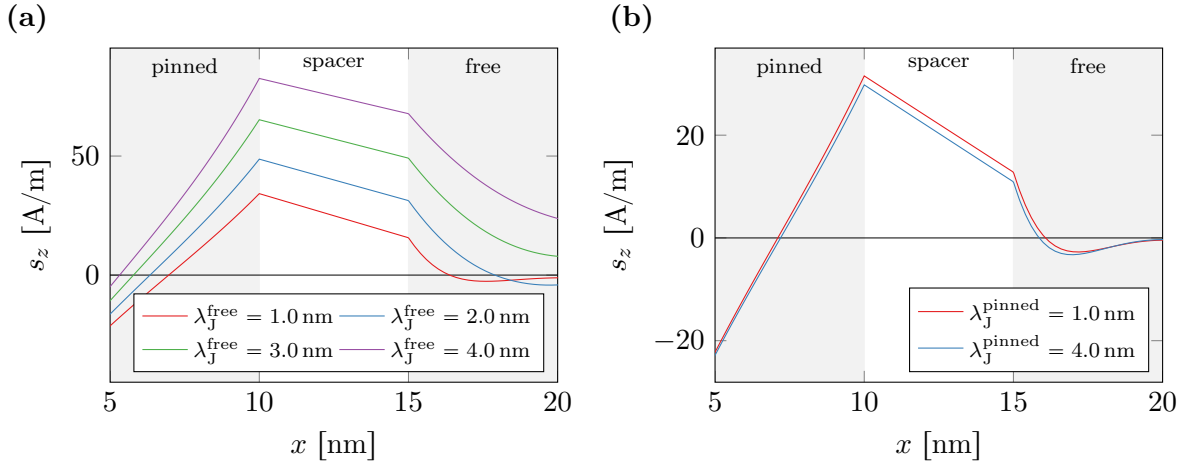 (a)
pinned
spacer
free
50
0
s_z [A/m]
λ_J^free = 1.0 nm
λ_J^free = 2.0 nm
λ_J^free = 3.0 nm
λ_J^free = 4.0 nm
5
10
15
20
x [nm]
(b)
pinned
spacer
free
20
0
−20
s_z [A/m]
λ_J^pinned = 1.0 nm
λ_J^pinned = 4.0 nm
5
10
15
20
x [nm]